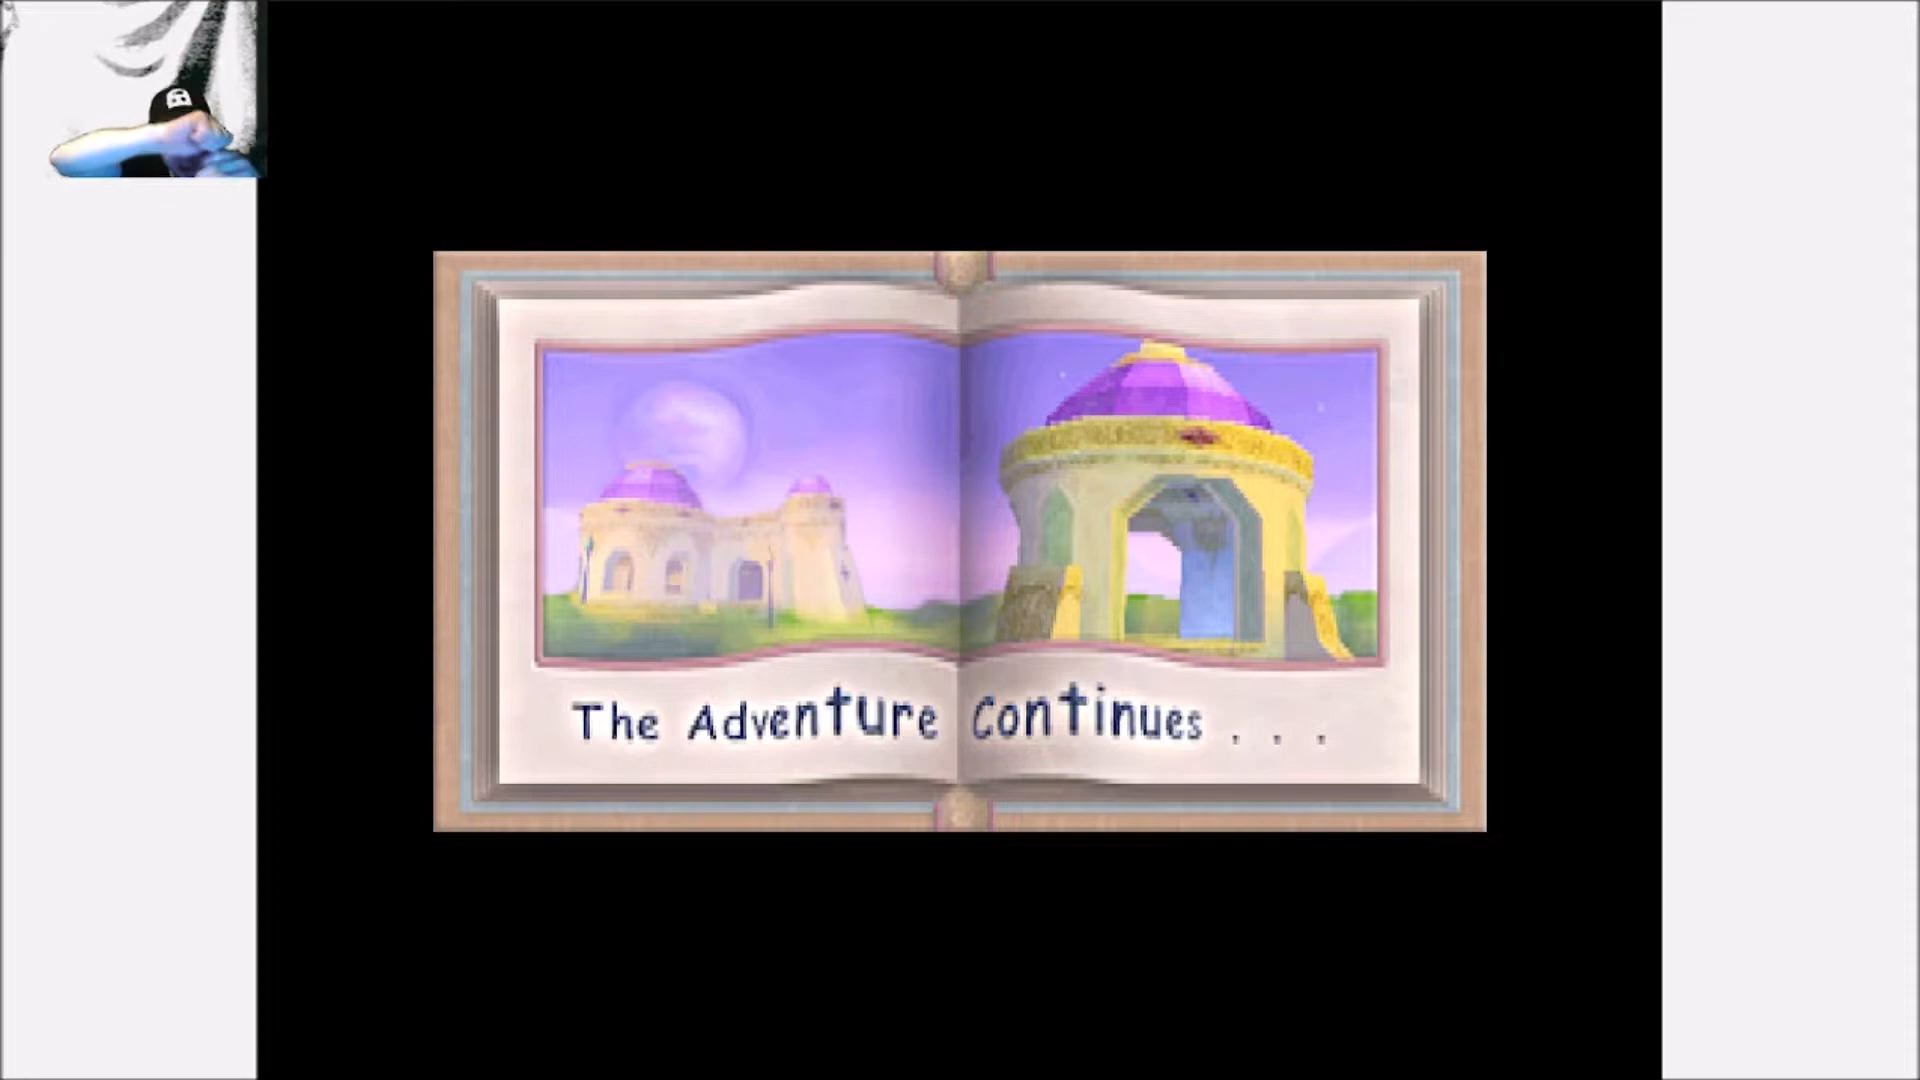 The Adventure Continues . . .